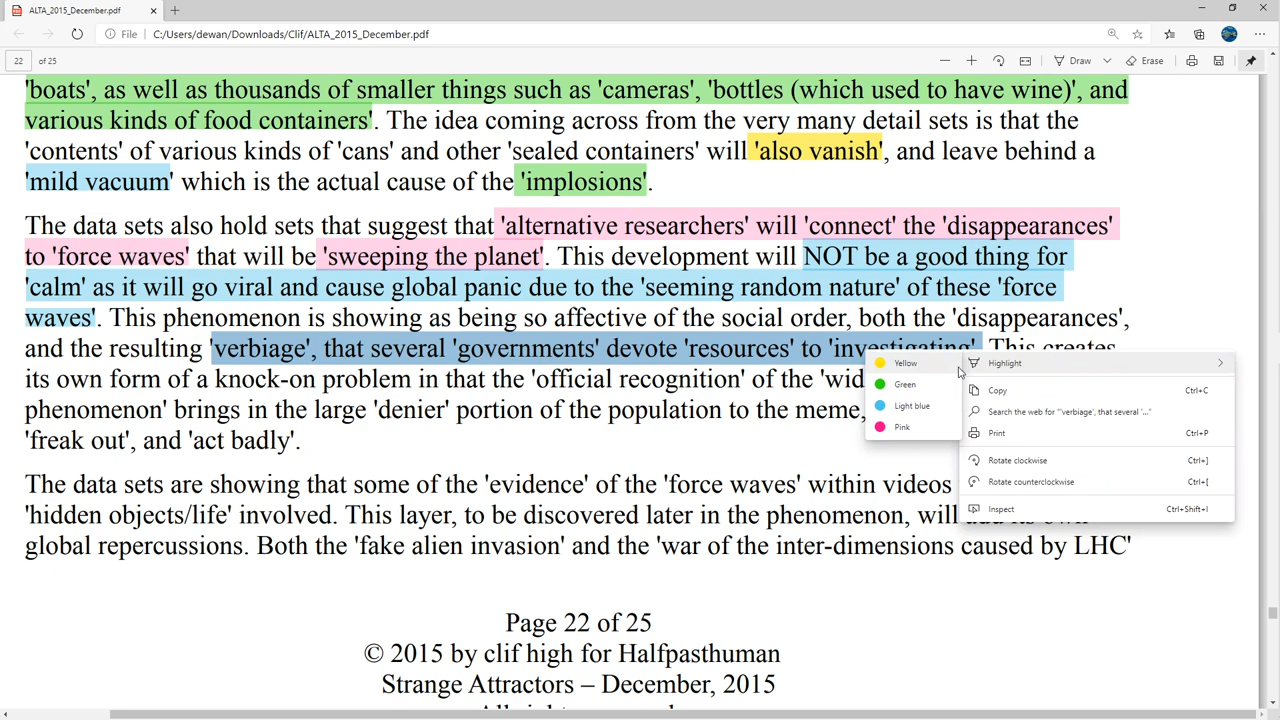 ALTA_2015_December.pdf
File C:/Users/dewan/Downloads/Clif/ALTA_2015_December.pdf
22 of 25 Draw Erase
'boats', as well as thousands of smaller things such as 'cameras', 'bottles (which used to have wine)', and
various kinds of food containers'. The idea coming across from the very many detail sets is that the
'contents' of various kinds of 'cans' and other 'sealed containers' will 'also vanish', and leave behind a
'mild vacuum' which is the actual cause of the 'implosions'.
The data sets also hold sets that suggest that 'alternative researchers' will 'connect' the 'disappearances'
to 'force waves' that will be 'sweeping the planet'. This development will NOT be a good thing for
'calm' as it will go viral and cause global panic due to the 'seeming random nature' of these 'force
waves'. This phenomenon is showing as being so affective of the social order, both the 'disappearances',
and the resulting 'verbiage', that several 'governments' devote 'resources' to 'investigating'. This creates
its own form of a knock-on problem in that the 'official recognition' of the 'wid
phenomenon' brings in the large 'denier' portion of the population to the meme,
'freak out', and 'act badly'.
The data sets are showing that some of the 'evidence' of the 'force waves' within videos
'hidden objects/life' involved. This layer, to be discovered later in the phenomenon, will add its own
global repercussions. Both the 'fake alien invasion' and the 'war of the inter-dimensions caused by LHC'
Yellow
Green
Light blue
Pink
Highlight
Copy Ctrl+C
Search the web for "'verbiage', that several '..."
Print Ctrl+P
Rotate clockwise Ctrl+]
Rotate counterclockwise Ctrl+[
Inspect Ctrl+Shift+I
Page 22 of 25
© 2015 by clif high for Halfpasthuman
Strange Attractors – December, 2015